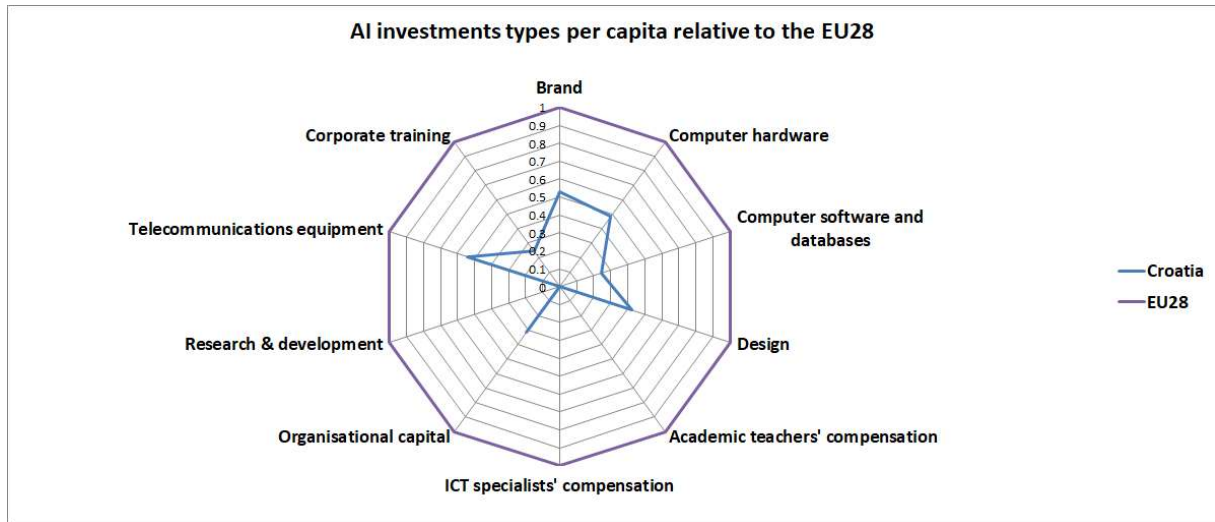 AI investments types per capita relative to the EU28
Brand
1
0.9
0.8
0.7
0.6
0.5
0.4
0.3
0.2
0.1
0
Computer hardware
Computer software and
databases
Design
Academic teachers' compensation
ICT specialists' compensation
Organisational capital
Research & development
Telecommunications equipment
Corporate training
Croatia
EU28